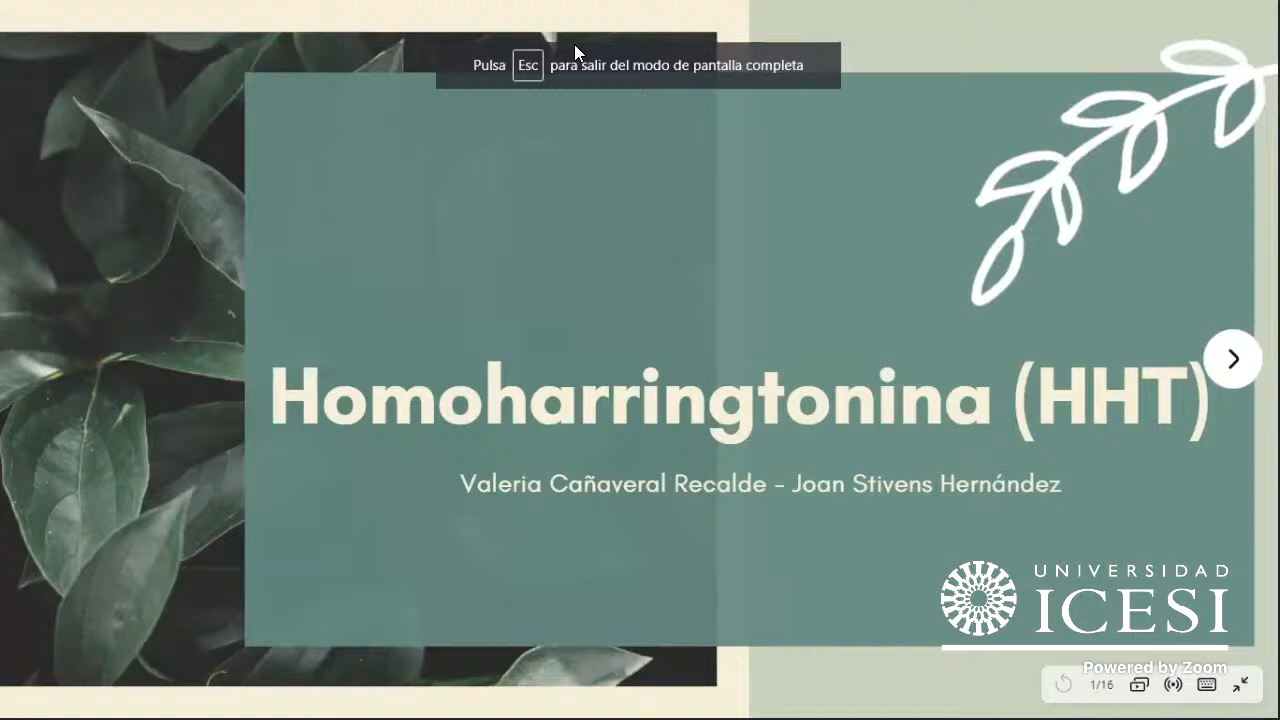 Pulsa Esc para salir del modo de pantalla completa
Homoharringtonina (HHT)
Valeria Cañaveral Recalde - Joan Stivens Hernández
UNIVERSIDAD
ICESI
Powered by Zoom
1/16